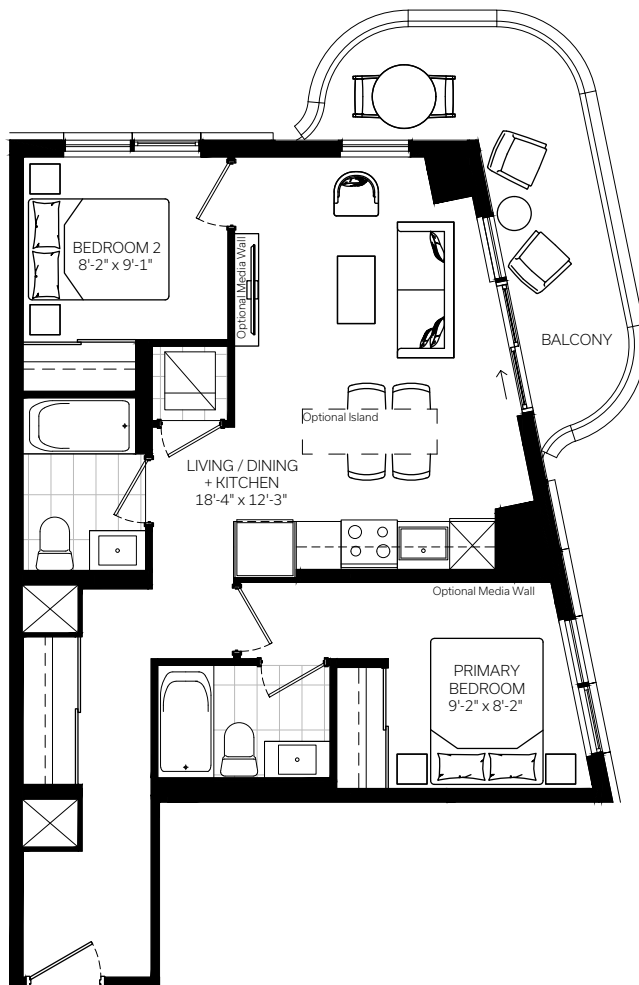 BEDROOM 2
8'-2" x 9'-1"
Optional Media Wall
BALCONY
Optional Island
LIVING / DINING
+ KITCHEN
18'-4" x 12'-3"
Optional Media Wall
PRIMARY
BEDROOM
9'-2" x 8'-2"